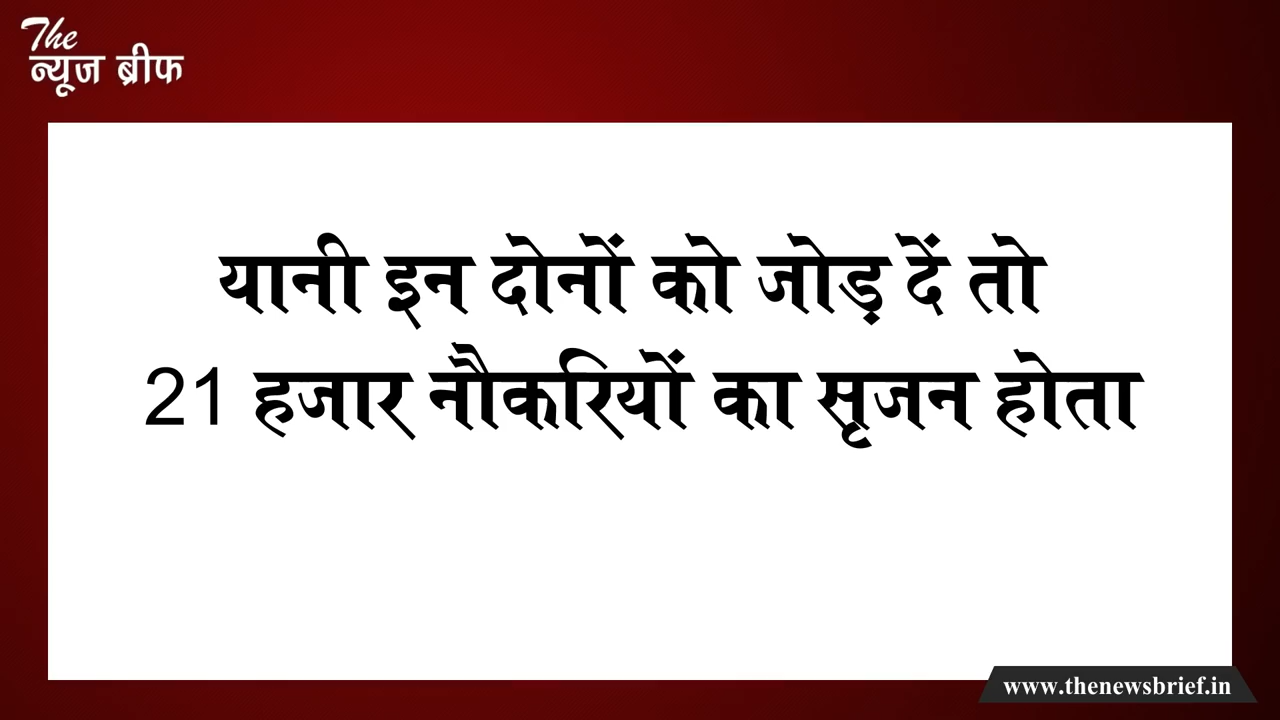 The
न्यूज ब्रीफ
यानी इन दोनों को जोड़ दें तो
21 हजार नौकरियों का सृजन होता
www.thenewsbrief.in